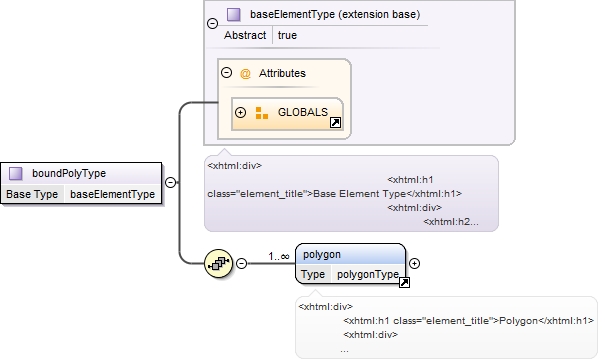 baseElementType (extension base)
Abstract true
@ Attributes
GLOBALS
boundPolyType
Base Type baseElementType
<xhtml:div>
<xhtml:h1
class="element_title">Base Element Type</xhtml:h1>
<xhtml:div>
<xhtml:h2...
1..∞
polygon
Type polygonType
<xhtml:div>
<xhtml:h1 class="element_title">Polygon</xhtml:h1>
<xhtml:div>
...